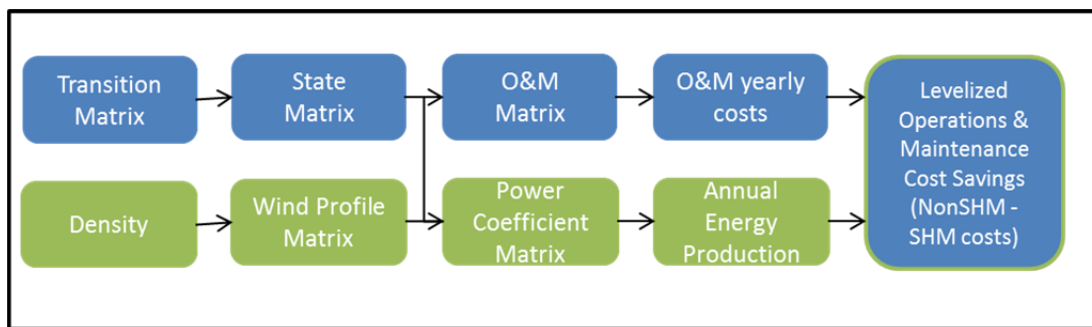 Transition
Matrix
State
Matrix
O&M
Matrix
O&M yearly
costs
Levelized
Operations &
Maintenance
Cost Savings
(NonSHM -
SHM costs)
Density
Wind Profile
Matrix
Power
Coefficient
Matrix
Annual
Energy
Production